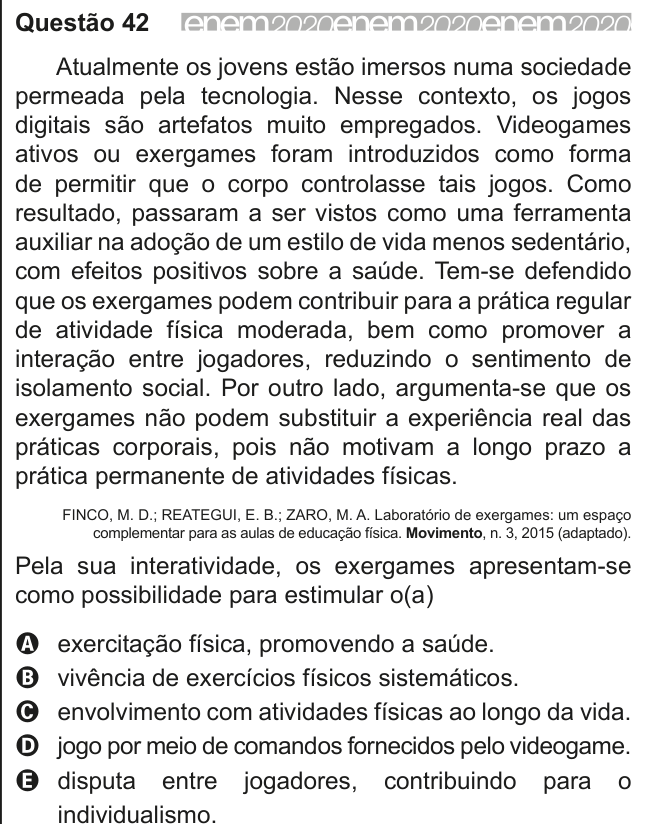 Questão 42 enem2020enem2020enem2020
Atualmente os jovens estão imersos numa sociedade
permeada pela tecnologia. Nesse contexto, os jogos
digitais são artefatos muito empregados. Videogames
ativos ou exergames foram introduzidos como forma
de permitir que o corpo controlasse tais jogos. Como
resultado, passaram a ser vistos como uma ferramenta
auxiliar na adoção de um estilo de vida menos sedentário,
com efeitos positivos sobre a saúde. Tem-se defendido
que os exergames podem contribuir para a prática regular
de atividade física moderada, bem como promover a
interação entre jogadores, reduzindo o sentimento de
isolamento social. Por outro lado, argumenta-se que os
exergames não podem substituir a experiência real das
práticas corporais, pois não motivam a longo prazo a
prática permanente de atividades físicas.
FINCO, M. D.; REATEGUI, E. B.; ZARO, M. A. Laboratório de exergames: um espaço
complementar para as aulas de educação física. Movimento, n. 3, 2015 (adaptado).
Pela sua interatividade, os exergames apresentam-se
como possibilidade para estimular o(a)
A exercitação física, promovendo a saúde.
B vivência de exercícios físicos sistemáticos.
C envolvimento com atividades físicas ao longo da vida.
D jogo por meio de comandos fornecidos pelo videogame.
E disputa entre jogadores, contribuindo para o
individualismo.